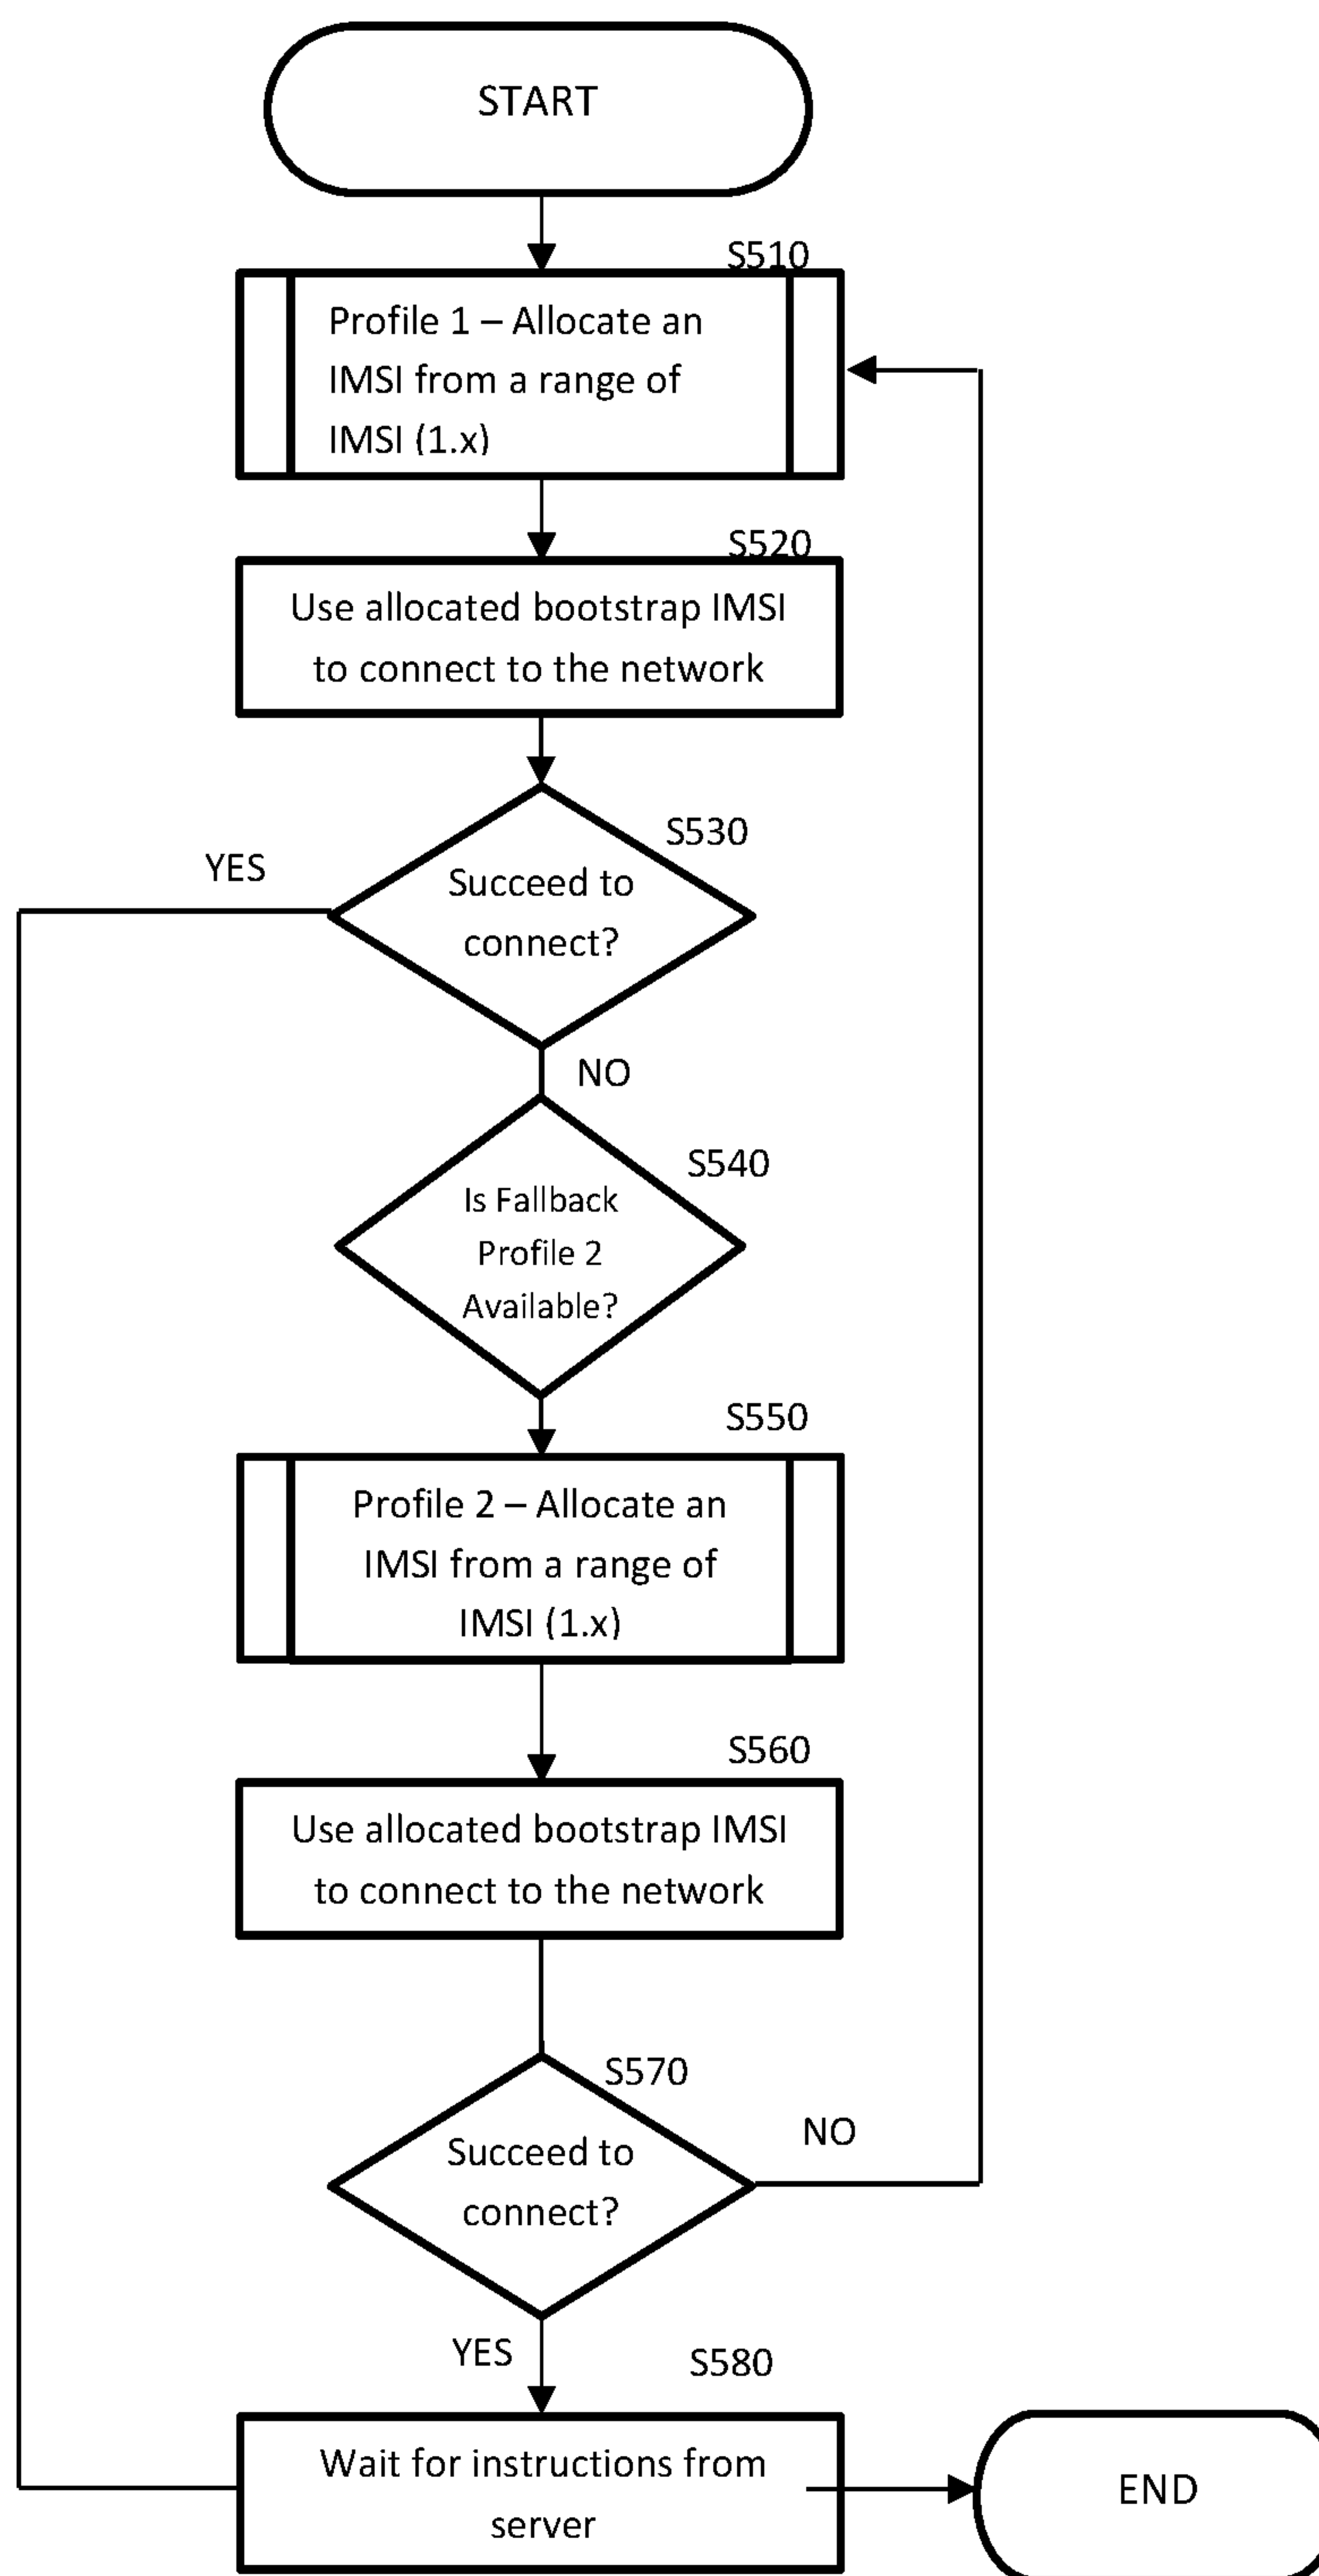 START
S510
Profile 1 – Allocate an
IMSI from a range of
IMSI (1.x)
S520
Use allocated bootstrap IMSI
to connect to the network
S530
YES
Succeed to
connect?
NO
S540
Is Fallback
Profile 2
Available?
S550
Profile 2 – Allocate an
IMSI from a range of
IMSI (1.x)
S560
Use allocated bootstrap IMSI
to connect to the network
S570
NO
Succeed to
connect?
YES
S580
Wait for instructions from
server
END